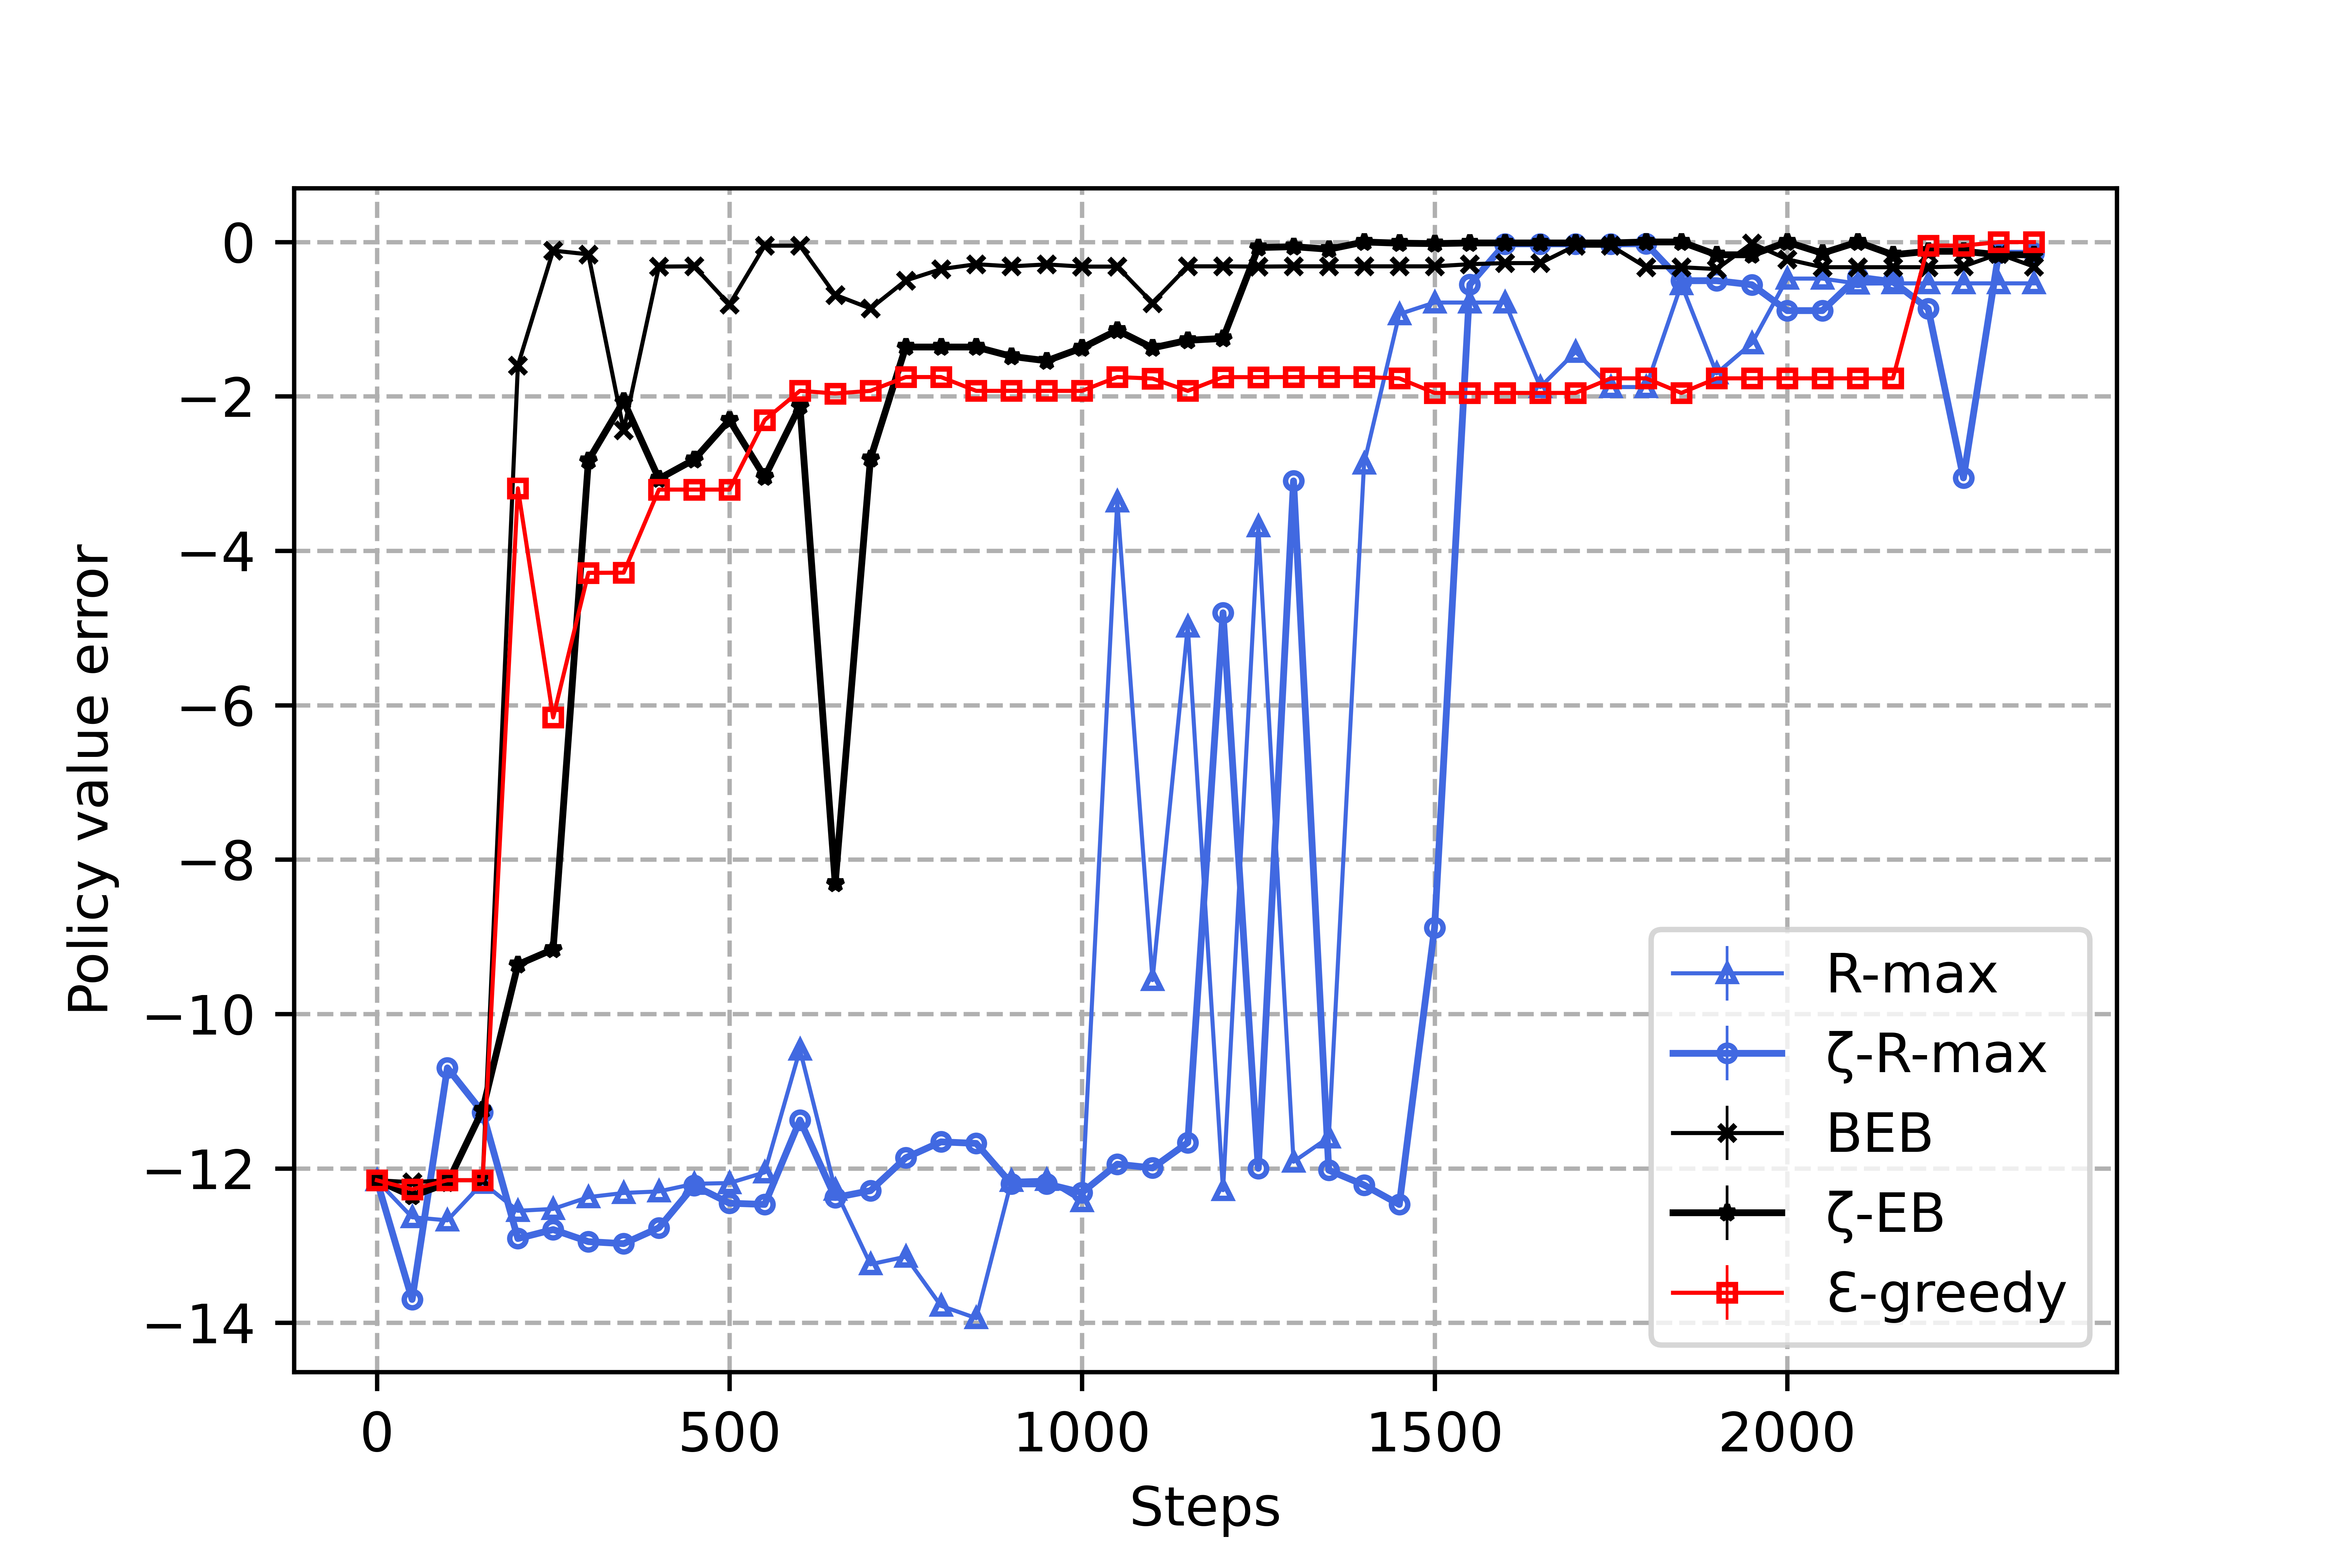 Policy value error
0
−2
−4
−6
−8
−10
−12
−14
0 500 1000 1500 2000
Steps
R-max
ζ-R-max
BEB
ζ-EB
Ɛ-greedy